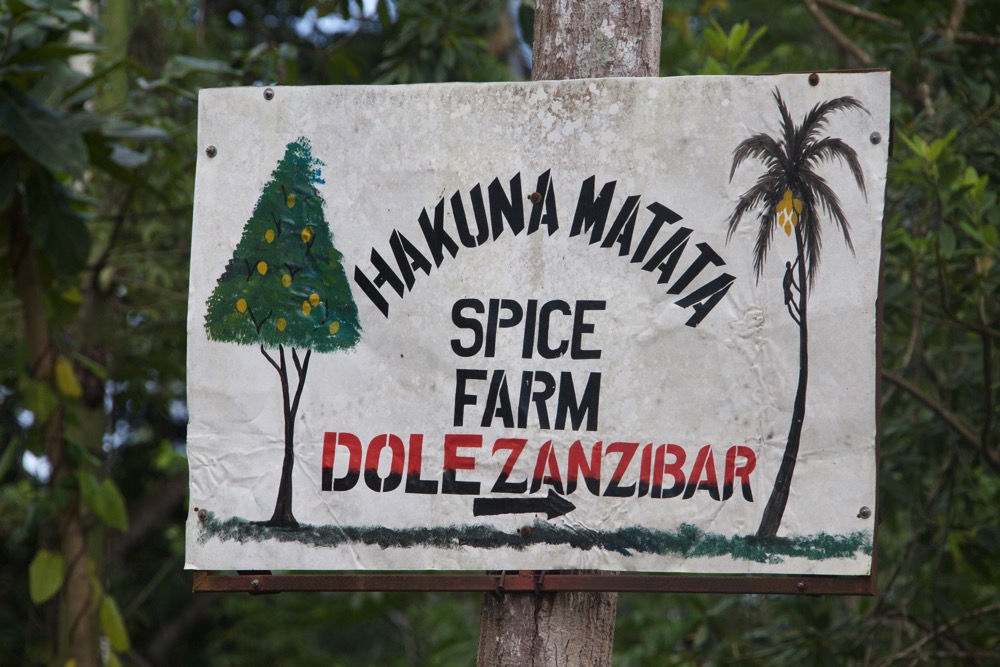 HAKUNA MATATA
SPICE
FARM
DOLE ZANZIBAR